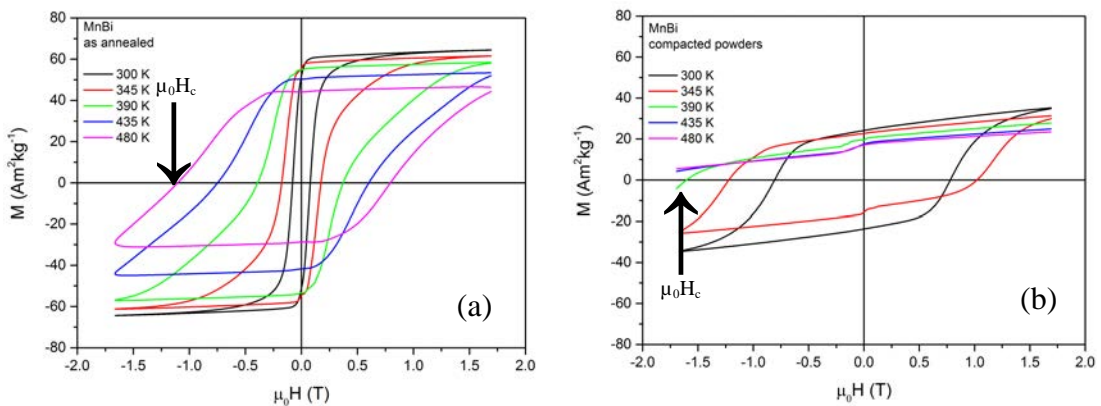 MnBi
as annealed
300 K
345 K
390 K
435 K
480 K
μ₀Hc
(a)
80
60
40
20
0
-20
-40
-60
-80
M (Am²kg⁻¹)
-2.0 -1.5 -1.0 -0.5 0.0 0.5 1.0 1.5 2.0
μ₀H (T)
MnBi
compacted powders
300 K
345 K
390 K
435 K
480 K
μ₀Hc
(b)
80
60
40
20
0
-20
-40
-60
-80
M (Am²kg⁻¹)
-2.0 -1.5 -1.0 -0.5 0.0 0.5 1.0 1.5 2.0
μ₀H (T)